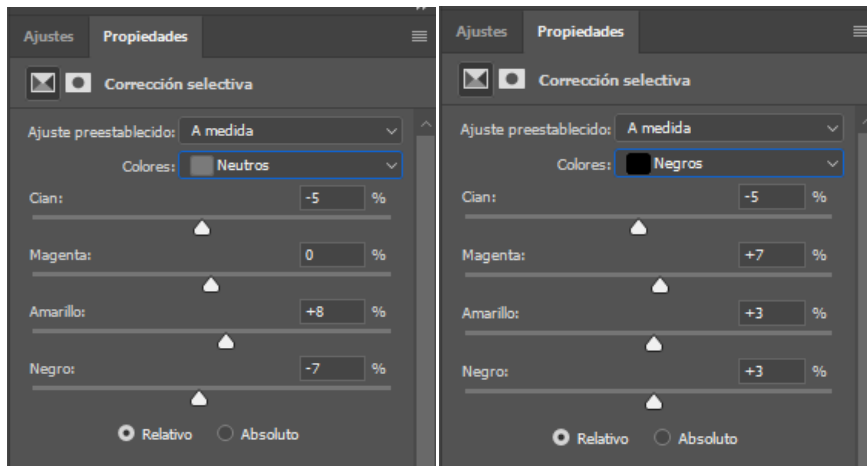 Ajustes Propiedades
Corrección selectiva
Ajuste preestablecido: A medida
Colores: Neutros
Cian: -5 %
Magenta: 0 %
Amarillo: +8 %
Negro: -7 %
Relativo Absoluto
Ajustes Propiedades
Corrección selectiva
Ajuste preestablecido: A medida
Colores: Negros
Cian: -5 %
Magenta: +7 %
Amarillo: +3 %
Negro: +3 %
Relativo Absoluto